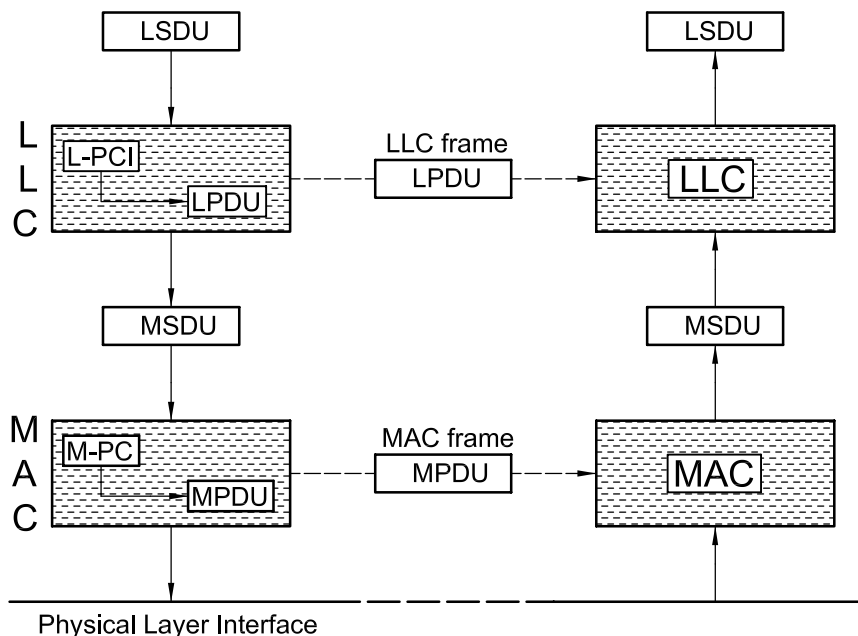 LSDU
LSDU
L
L
C
L-PCI
LPDU
LLC frame
LPDU
LLC
MSDU
MSDU
M
A
C
M-PC
MPDU
MAC frame
MPDU
MAC
Physical Layer Interface